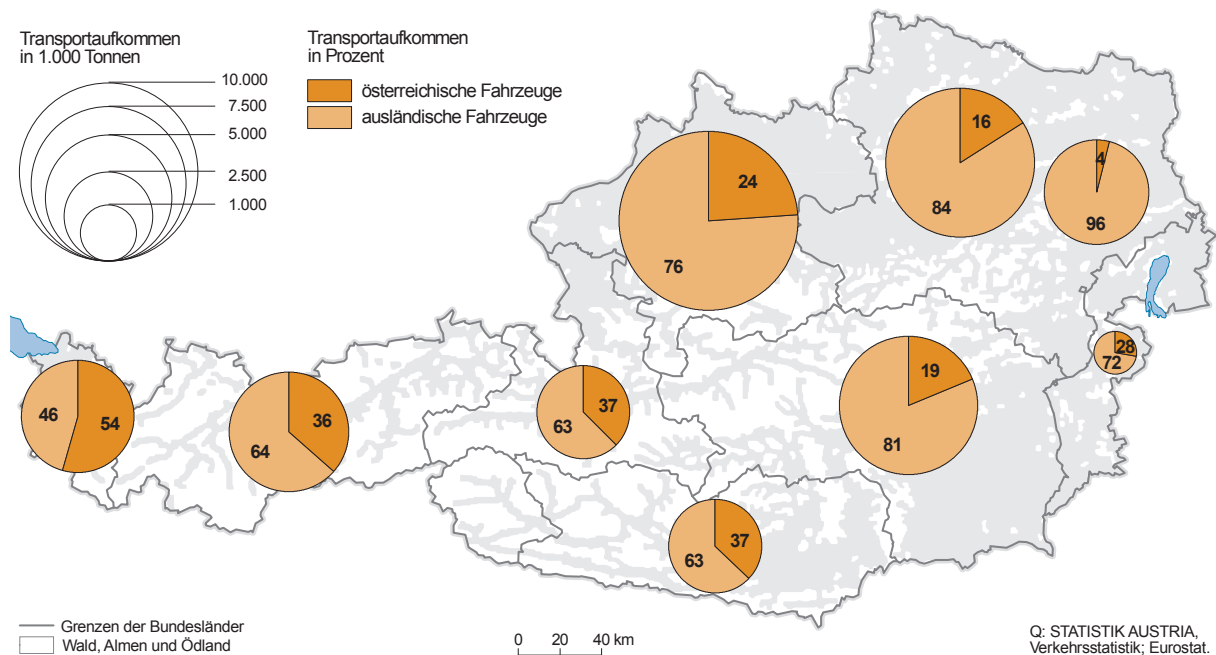 Transportaufkommen
in 1.000 Tonnen
10.000
7.500
5.000
2.500
1.000
Transportaufkommen
in Prozent
österreichische Fahrzeuge
ausländische Fahrzeuge
24
76
16
84
4
96
28
72
19
81
37
63
37
63
36
64
46
54
Grenzen der Bundesländer
Wald, Almen und Ödland
0 20 40 km
Q: STATISTIK AUSTRIA,
Verkehrsstatistik; Eurostat.